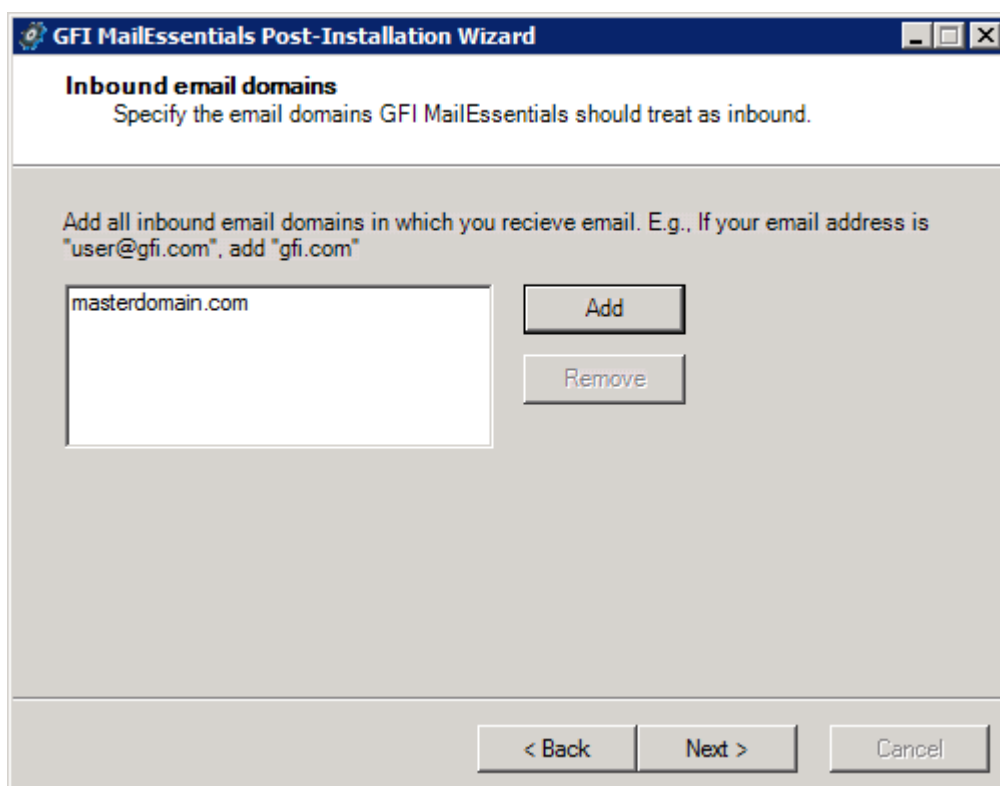 GFI MailEssentials Post-Installation Wizard
Inbound email domains
Specify the email domains GFI MailEssentials should treat as inbound.
Add all inbound email domains in which you recieve email. E.g., If your email address is
"user@gfi.com", add "gfi.com"
masterdomain.com
Add
Remove
< Back
Next >
Cancel